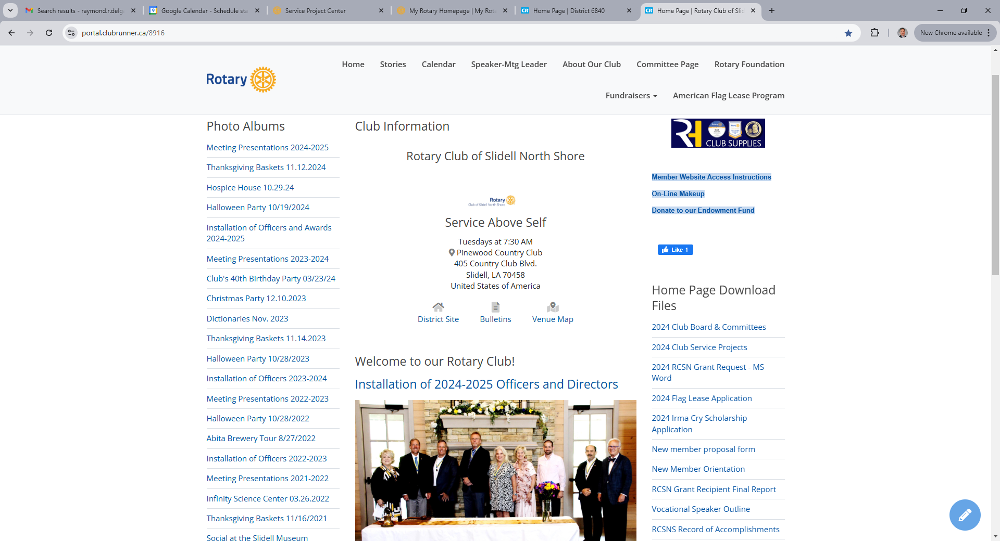 Search results - raymond.r.delg
Google Calendar - Schedule sta
Service Project Center
My Rotary Homepage | My Rota
Home Page | District 6840
Home Page | Rotary Club of Slid
portal.clubrunner.ca/8916
New Chrome available
Rotary
Home
Stories
Calendar
Speaker-Mtg Leader
About Our Club
Committee Page
Rotary Foundation
Fundraisers
American Flag Lease Program
Photo Albums
Meeting Presentations 2024-2025
Thanksgiving Baskets 11.12.2024
Hospice House 10.29.24
Halloween Party 10/19/2024
Installation of Officers and Awards
2024-2025
Meeting Presentations 2023-2024
Club's 40th Birthday Party 03/23/24
Christmas Party 12.10.2023
Dictionaries Nov. 2023
Thanksgiving Baskets 11.14.2023
Halloween Party 10/28/2023
Installation of Officers 2023-2024
Meeting Presentations 2022-2023
Halloween Party 10/28/2022
Abita Brewery Tour 8/27/2022
Installation of Officers 2022-2023
Meeting Presentations 2021-2022
Infinity Science Center 03.26.2022
Thanksgiving Baskets 11/16/2021
Social at the Slidell Museum
Club Information
Rotary Club of Slidell North Shore
Rotary
Club of Slidell North Shore
Service Above Self
Tuesdays at 7:30 AM
Pinewood Country Club
405 Country Club Blvd.
Slidell, LA 70458
United States of America
District Site
Bulletins
Venue Map
Welcome to our Rotary Club!
Installation of 2024-2025 Officers and Directors
RH
CLUB SUPPLIES
Member Website Access Instructions
On-Line Makeup
Donate to our Endowment Fund
Like 1
Home Page Download
Files
2024 Club Board & Committees
2024 Club Service Projects
2024 RCSN Grant Request - MS
Word
2024 Flag Lease Application
2024 Irma Cry Scholarship
Application
New member proposal form
New Member Orientation
RCSN Grant Recipient Final Report
Vocational Speaker Outline
RCSNS Record of Accomplishments